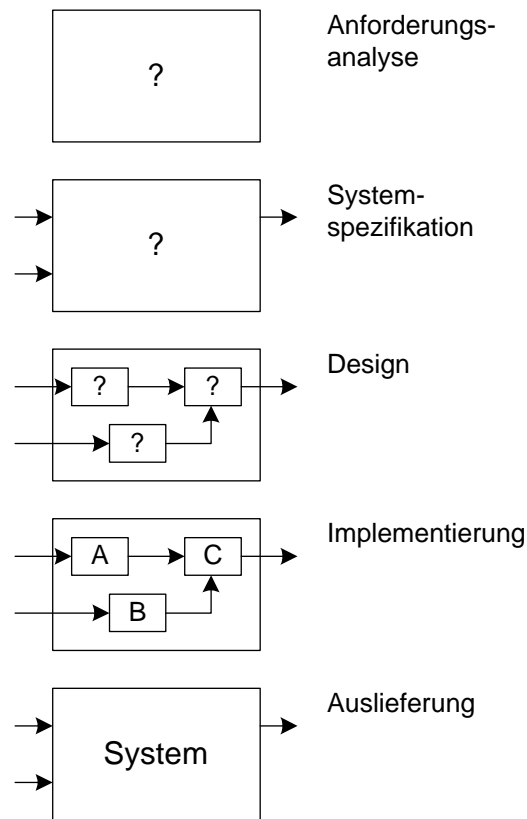 ?
Anforderungs-
analyse
?
System-
spezifikation
Design
? ?
?
Implementierung
A C
B
Auslieferung
System